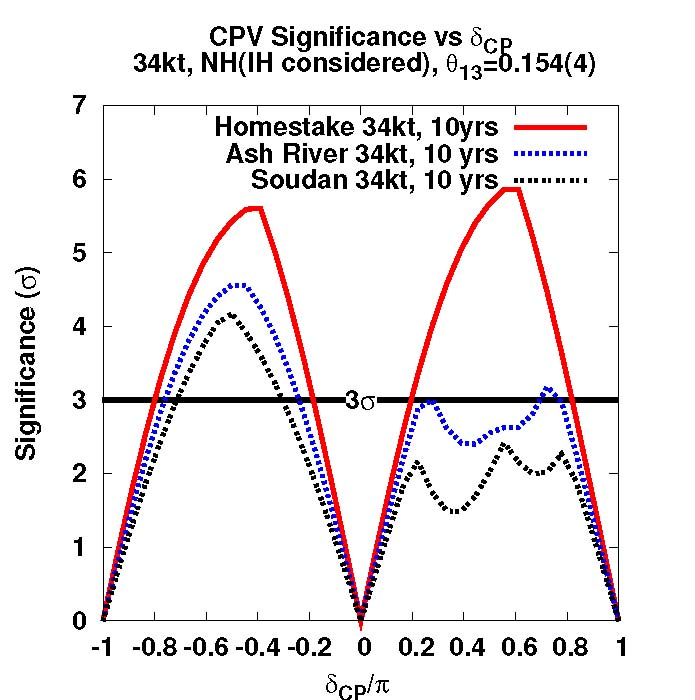 CPV Significance vs δCP
34kt, NH(IH considered), θ13=0.154(4)
7
6
5
4
3
2
1
0
Significance (σ)
Homestake 34kt, 10yrs
Ash River 34kt, 10 yrs
Soudan 34kt, 10 yrs
3σ
-1 -0.8 -0.6 -0.4 -0.2 0 0.2 0.4 0.6 0.8 1
δCP/π